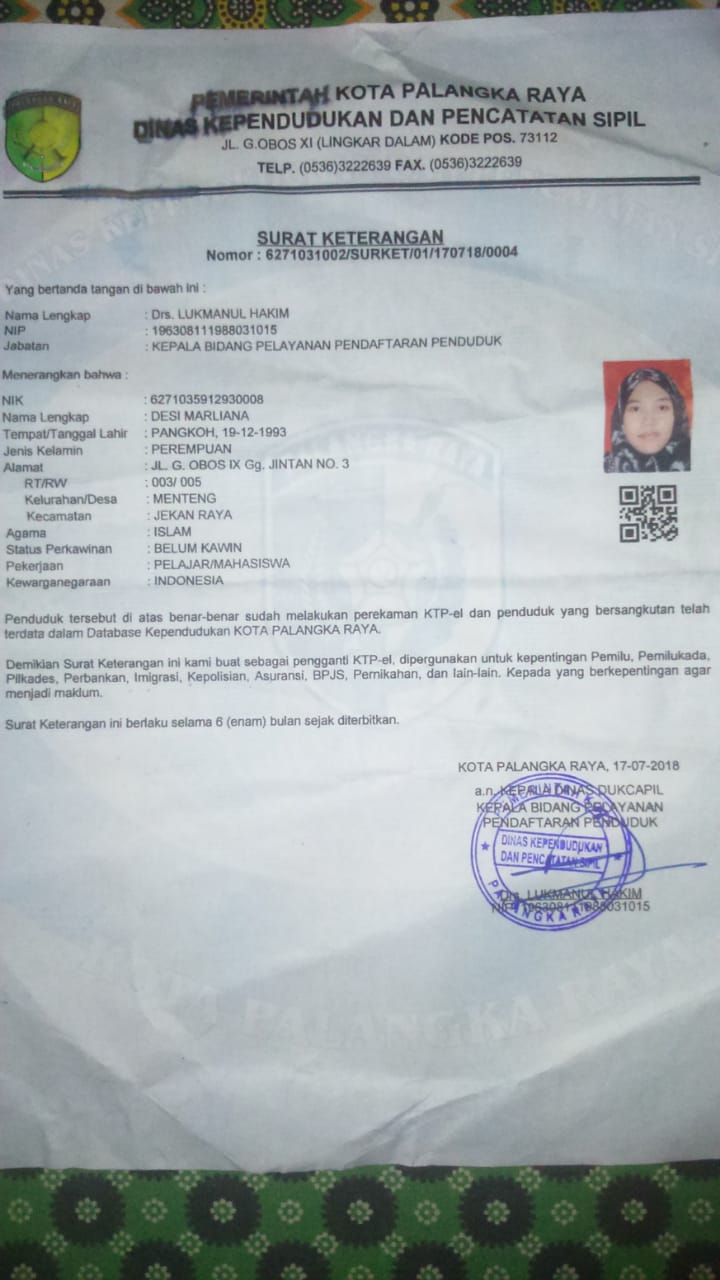 PEMERINTAH KOTA PALANGKA RAYA
DINAS KEPENDUDUKAN DAN PENCATATAN SIPIL
JL. G.OBOS XI (LINGKAR DALAM) KODE POS. 73112
TELP. (0536)3222639 FAX. (0536)3222639
SURAT KETERANGAN
Nomor : 6271031002/SURKET/01/170718/0004
Yang bertanda tangan di bawah ini :
Nama Lengkap : Drs. LUKMANUL HAKIM
NIP : 196308111988031015
Jabatan : KEPALA BIDANG PELAYANAN PENDAFTARAN PENDUDUK
Menerangkan bahwa :
NIK : 6271035912930008
Nama Lengkap : DESI MARLIANA
Tempat/Tanggal Lahir : PANGKOH, 19-12-1993
Jenis Kelamin : PEREMPUAN
Alamat : JL. G. OBOS IX Gg. JINTAN NO. 3
RT/RW : 003/ 005
Kelurahan/Desa : MENTENG
Kecamatan : JEKAN RAYA
Agama : ISLAM
Status Perkawinan : BELUM KAWIN
Pekerjaan : PELAJAR/MAHASISWA
Kewarganegaraan : INDONESIA
Penduduk tersebut di atas benar-benar sudah melakukan perekaman KTP-el dan penduduk yang bersangkutan telah
terdata dalam Database Kependudukan KOTA PALANGKA RAYA.
Demikian Surat Keterangan ini kami buat sebagai pengganti KTP-el, dipergunakan untuk kepentingan Pemilu, Pemilukada,
Pilkades, Perbankan, Imigrasi, Kepolisian, Asuransi, BPJS, Pernikahan, dan lain-lain. Kepada yang berkepentingan agar
menjadi maklum.
Surat Keterangan ini berlaku selama 6 (enam) bulan sejak diterbitkan.
KOTA PALANGKA RAYA, 17-07-2018
a.n. KEPALA DINAS DUKCAPIL
KEPALA BIDANG PELAYANAN
PENDAFTARAN PENDUDUK
DINAS KEPENDUDUKAN
DAN PENCATATAN SIPIL
PALANGKA RAYA
Drs. LUKMANUL HAKIM
NIP 196308111988031015
KOTA PALANGKA RAYA